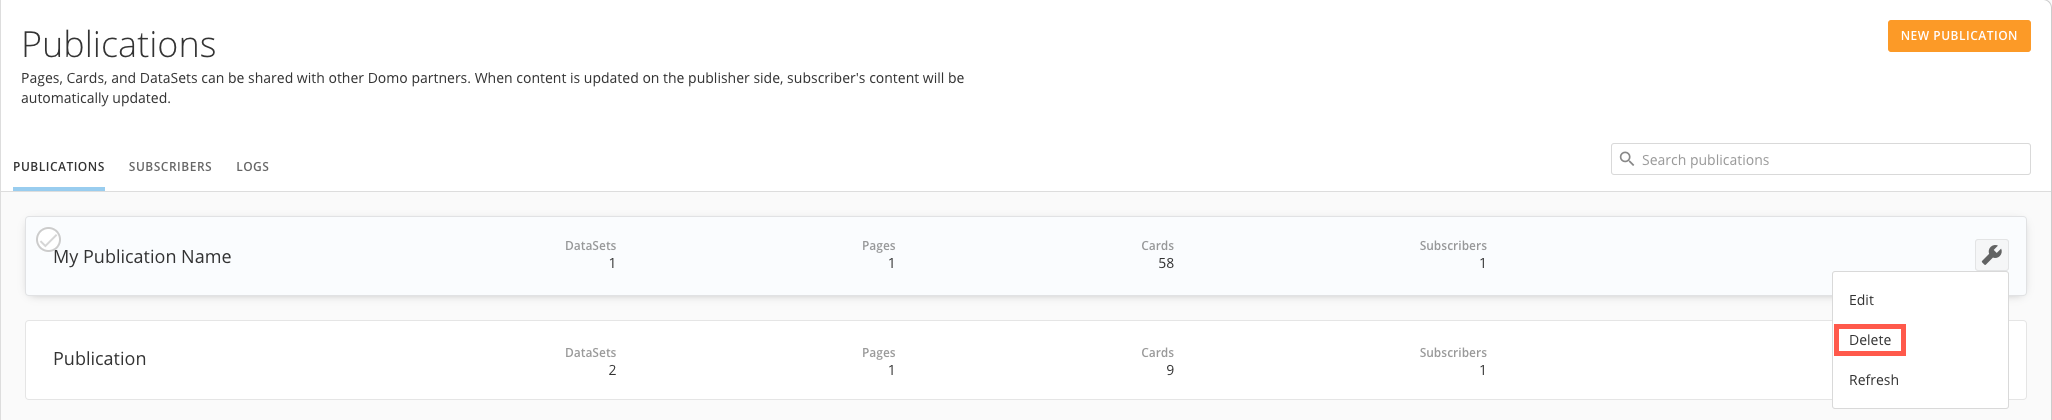 Publications
NEW PUBLICATION
Pages, Cards, and DataSets can be shared with other Domo partners. When content is updated on the publisher side, subscriber's content will be
automatically updated.
PUBLICATIONS SUBSCRIBERS LOGS
Search publications
My Publication Name
DataSets
1
Pages
1
Cards
58
Subscribers
1
Edit
Delete
Refresh
Publication
DataSets
2
Pages
1
Cards
9
Subscribers
1